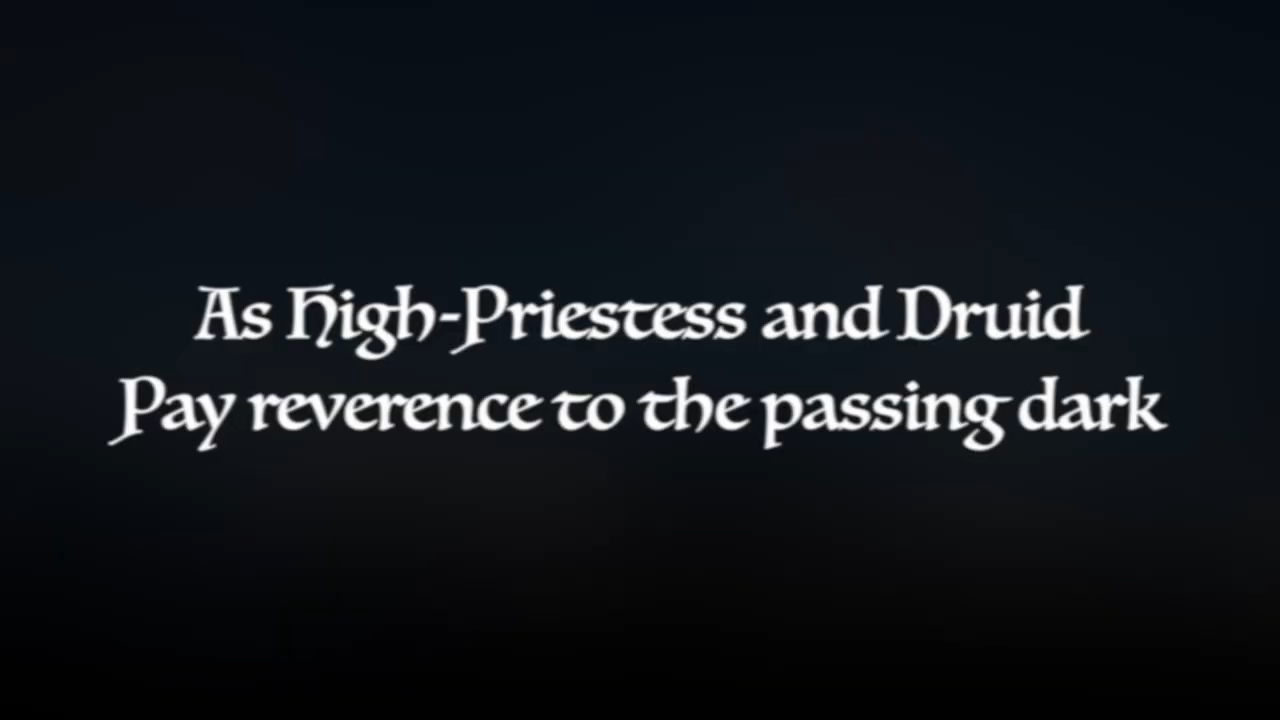 As High-Priestess and Druid
Pay reverence to the passing dark